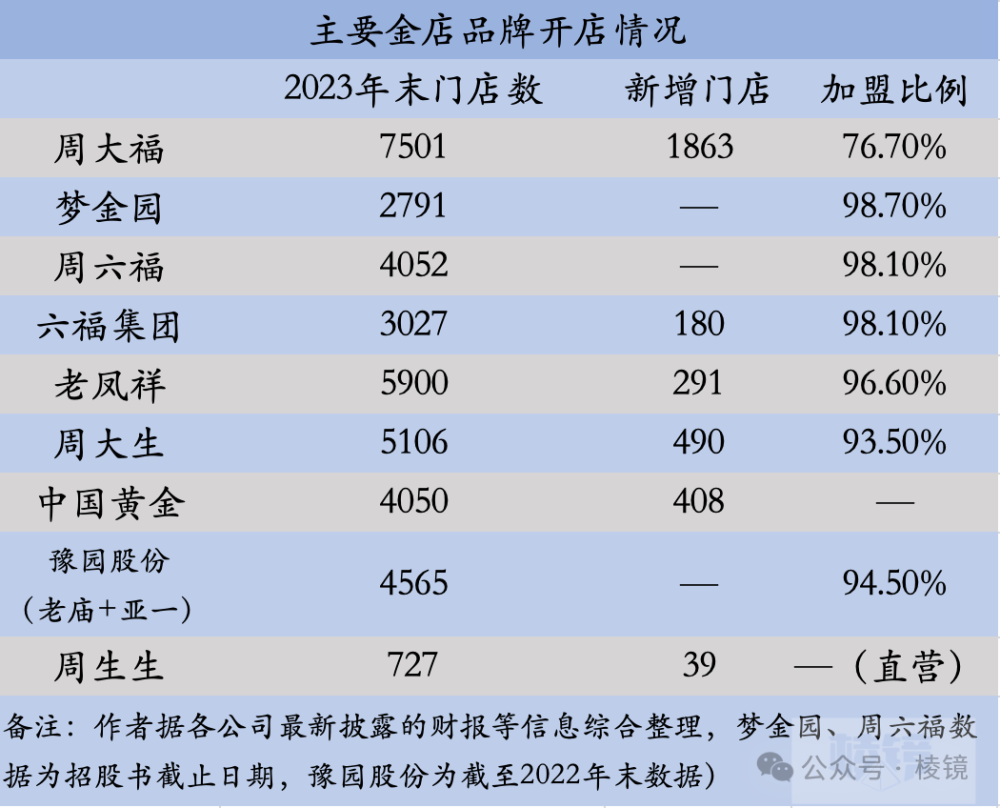 主要金店品牌开店情况
2023年末门店数 新增门店 加盟比例
周大福 7501 1863 76.70%
梦金园 2791 — 98.70%
周六福 4052 — 98.10%
六福集团 3027 180 98.10%
老凤祥 5900 291 96.60%
周大生 5106 490 93.50%
中国黄金 4050 408 —
豫园股份
（老庙+亚一） 4565 — 94.50%
周生生 727 39 —（直营）
备注：作者据各公司最新披露的财报等信息综合整理，梦金园、周六福数
据为招股书截止日期，豫园股份为截至2022年末数据）
公众号·棱镜